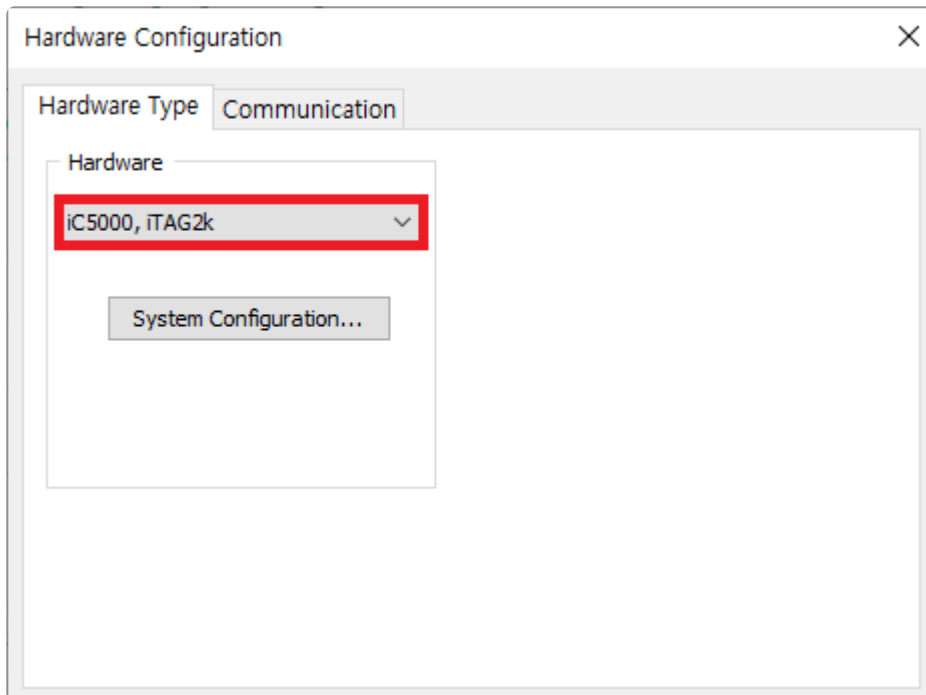 Hardware Configuration
Hardware Type
Communication
Hardware
iC5000, iTAG2k
System Configuration...